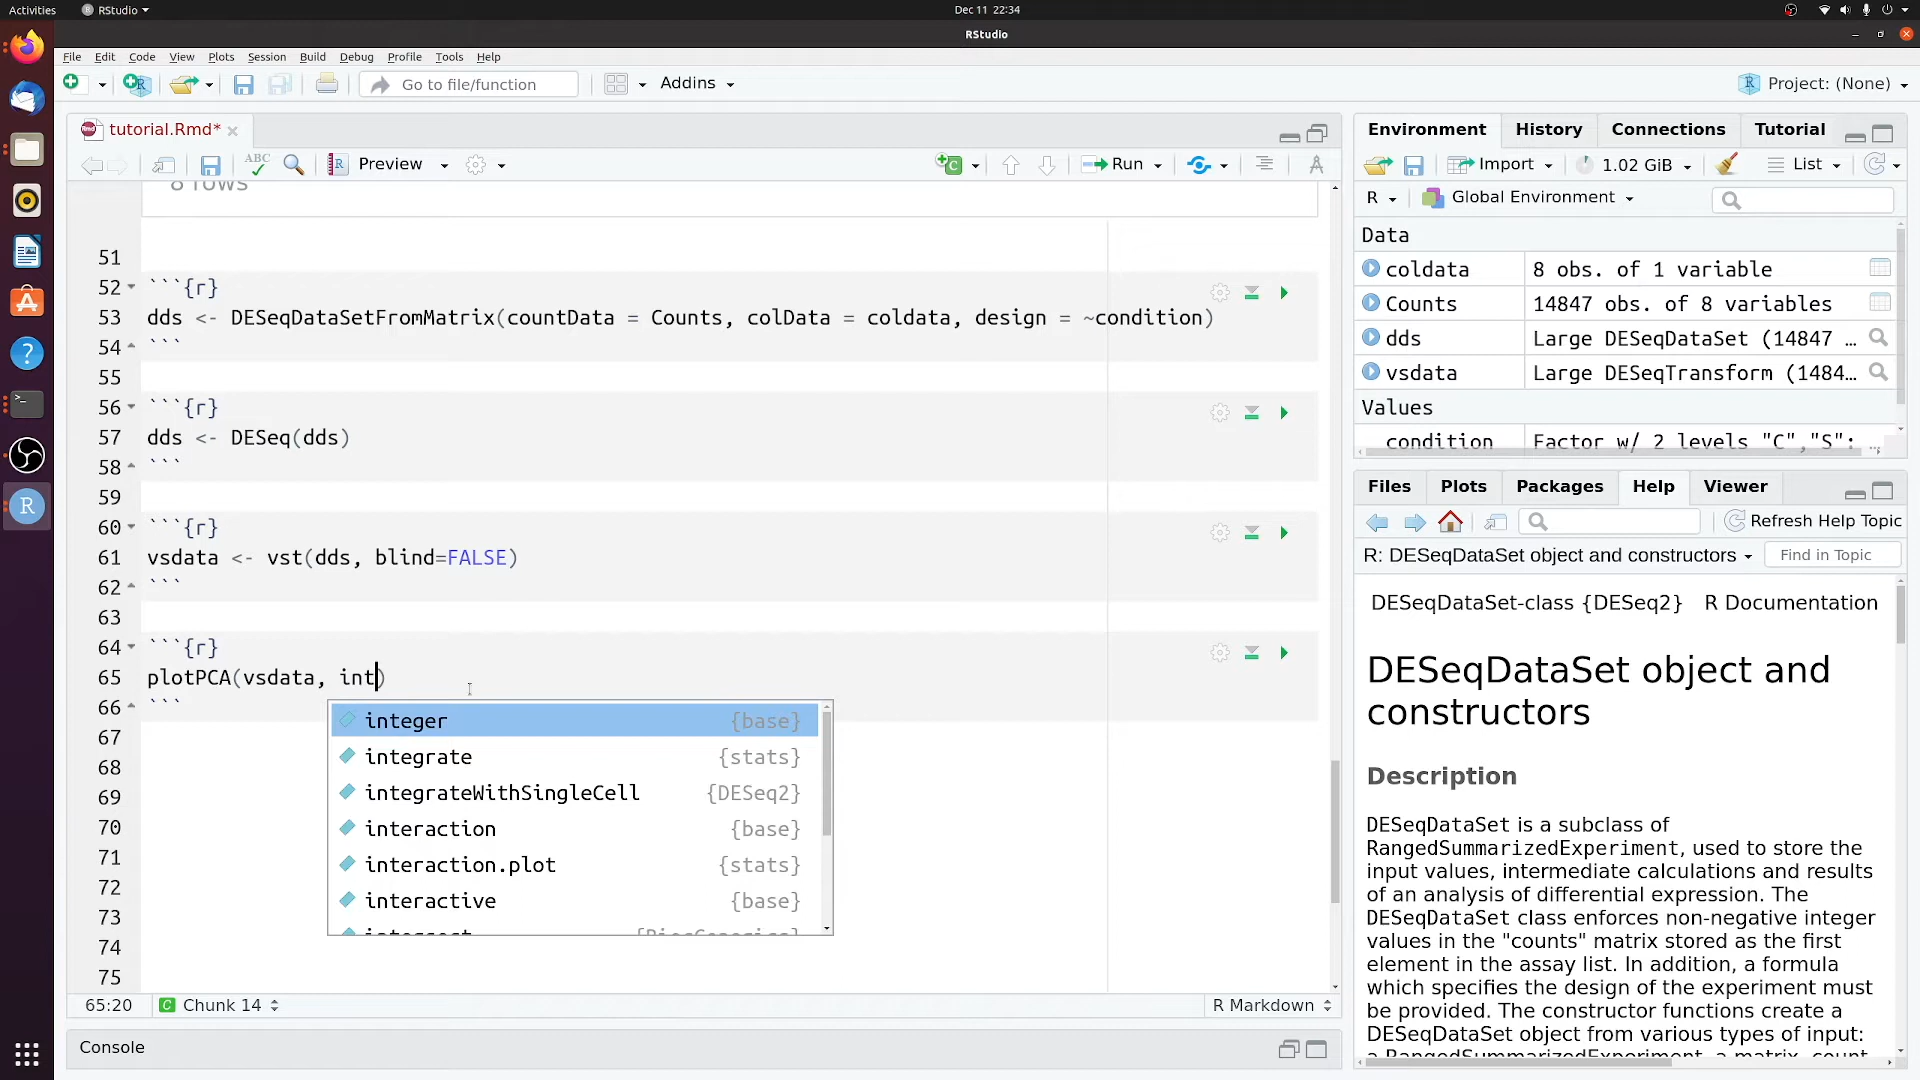 Activities RStudio Dec 11 22:34
RStudio
File Edit Code View Plots Session Build Debug Profile Tools Help
Go to file/function Addins Project: (None)
tutorial.Rmd*
ABC Preview Run
8 rows
51
52 ```{r}
53 dds <- DESeqDataSetFromMatrix(countData = Counts, colData = coldata, design = ~condition)
54 ```
55
56 ```{r}
57 dds <- DESeq(dds)
58 ```
59
60 ```{r}
61 vsdata <- vst(dds, blind=FALSE)
62 ```
63
64 ```{r}
65 plotPCA(vsdata, int)
66 ```
67
68
69
70
71
72
73
74
75
integer {base}
integrate {stats}
integrateWithSingleCell {DESeq2}
interaction {base}
interaction.plot {stats}
interactive {base}
intersect {BiocGenerics}
65:20 Chunk 14 R Markdown
Console
Environment History Connections Tutorial
Import 1.02 GiB List
R Global Environment
Data
coldata 8 obs. of 1 variable
Counts 14847 obs. of 8 variables
dds Large DESeqDataSet (14847 …
vsdata Large DESeqTransform (1484…
Values
condition Factor w/ 2 levels "C","S": …
Files Plots Packages Help Viewer
Refresh Help Topic
R: DESeqDataSet object and constructors Find in Topic
DESeqDataSet-class {DESeq2} R Documentation
DESeqDataSet object and
constructors
Description
DESeqDataSet is a subclass of
RangedSummarizedExperiment, used to store the
input values, intermediate calculations and results
of an analysis of differential expression. The
DESeqDataSet class enforces non-negative integer
values in the "counts" matrix stored as the first
element in the assay list. In addition, a formula
which specifies the design of the experiment must
be provided. The constructor functions create a
DESeqDataSet object from various types of input:
a RangedSummarizedExperiment, a matrix, count